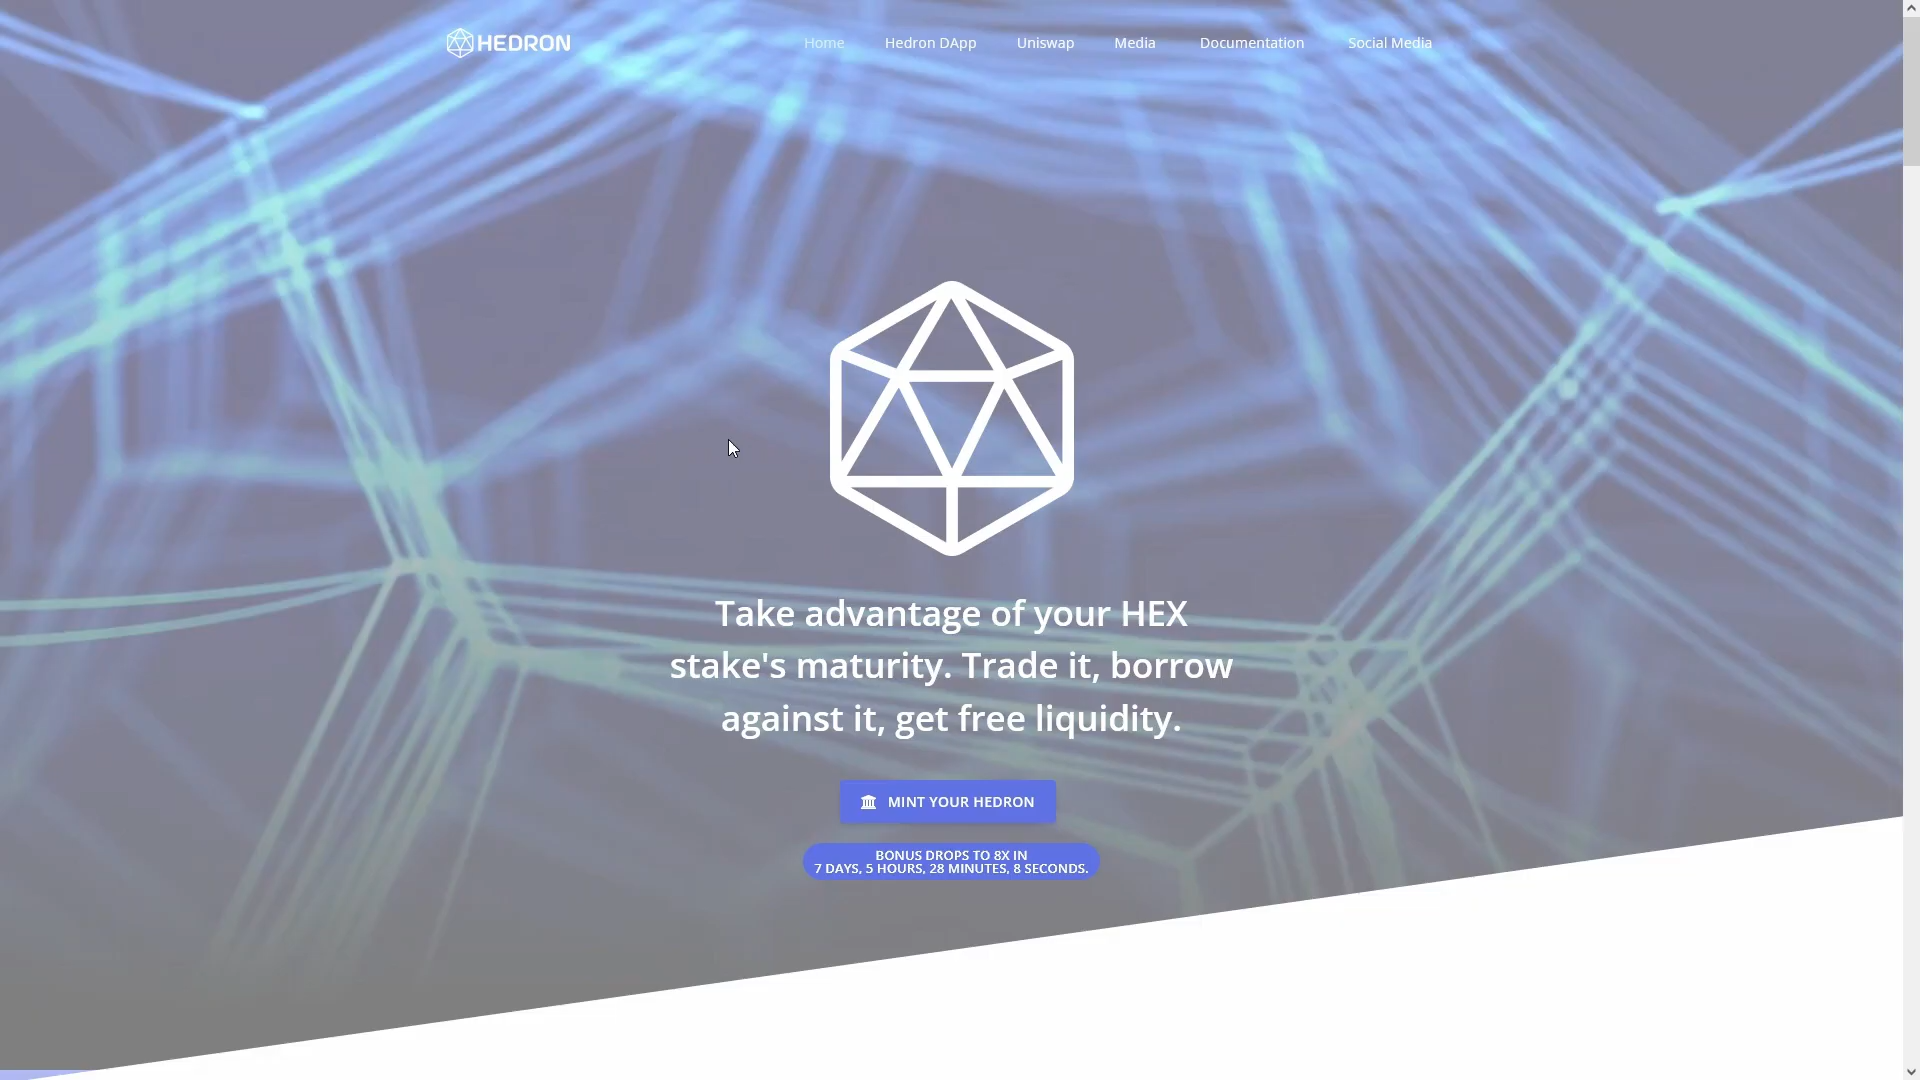 HEDRON
Home
Hedron DApp
Uniswap
Media
Documentation
Social Media
Take advantage of your HEX
stake's maturity. Trade it, borrow
against it, get free liquidity.
MINT YOUR HEDRON
BONUS DROPS TO 8X IN
7 DAYS, 5 HOURS, 28 MINUTES, 8 SECONDS.